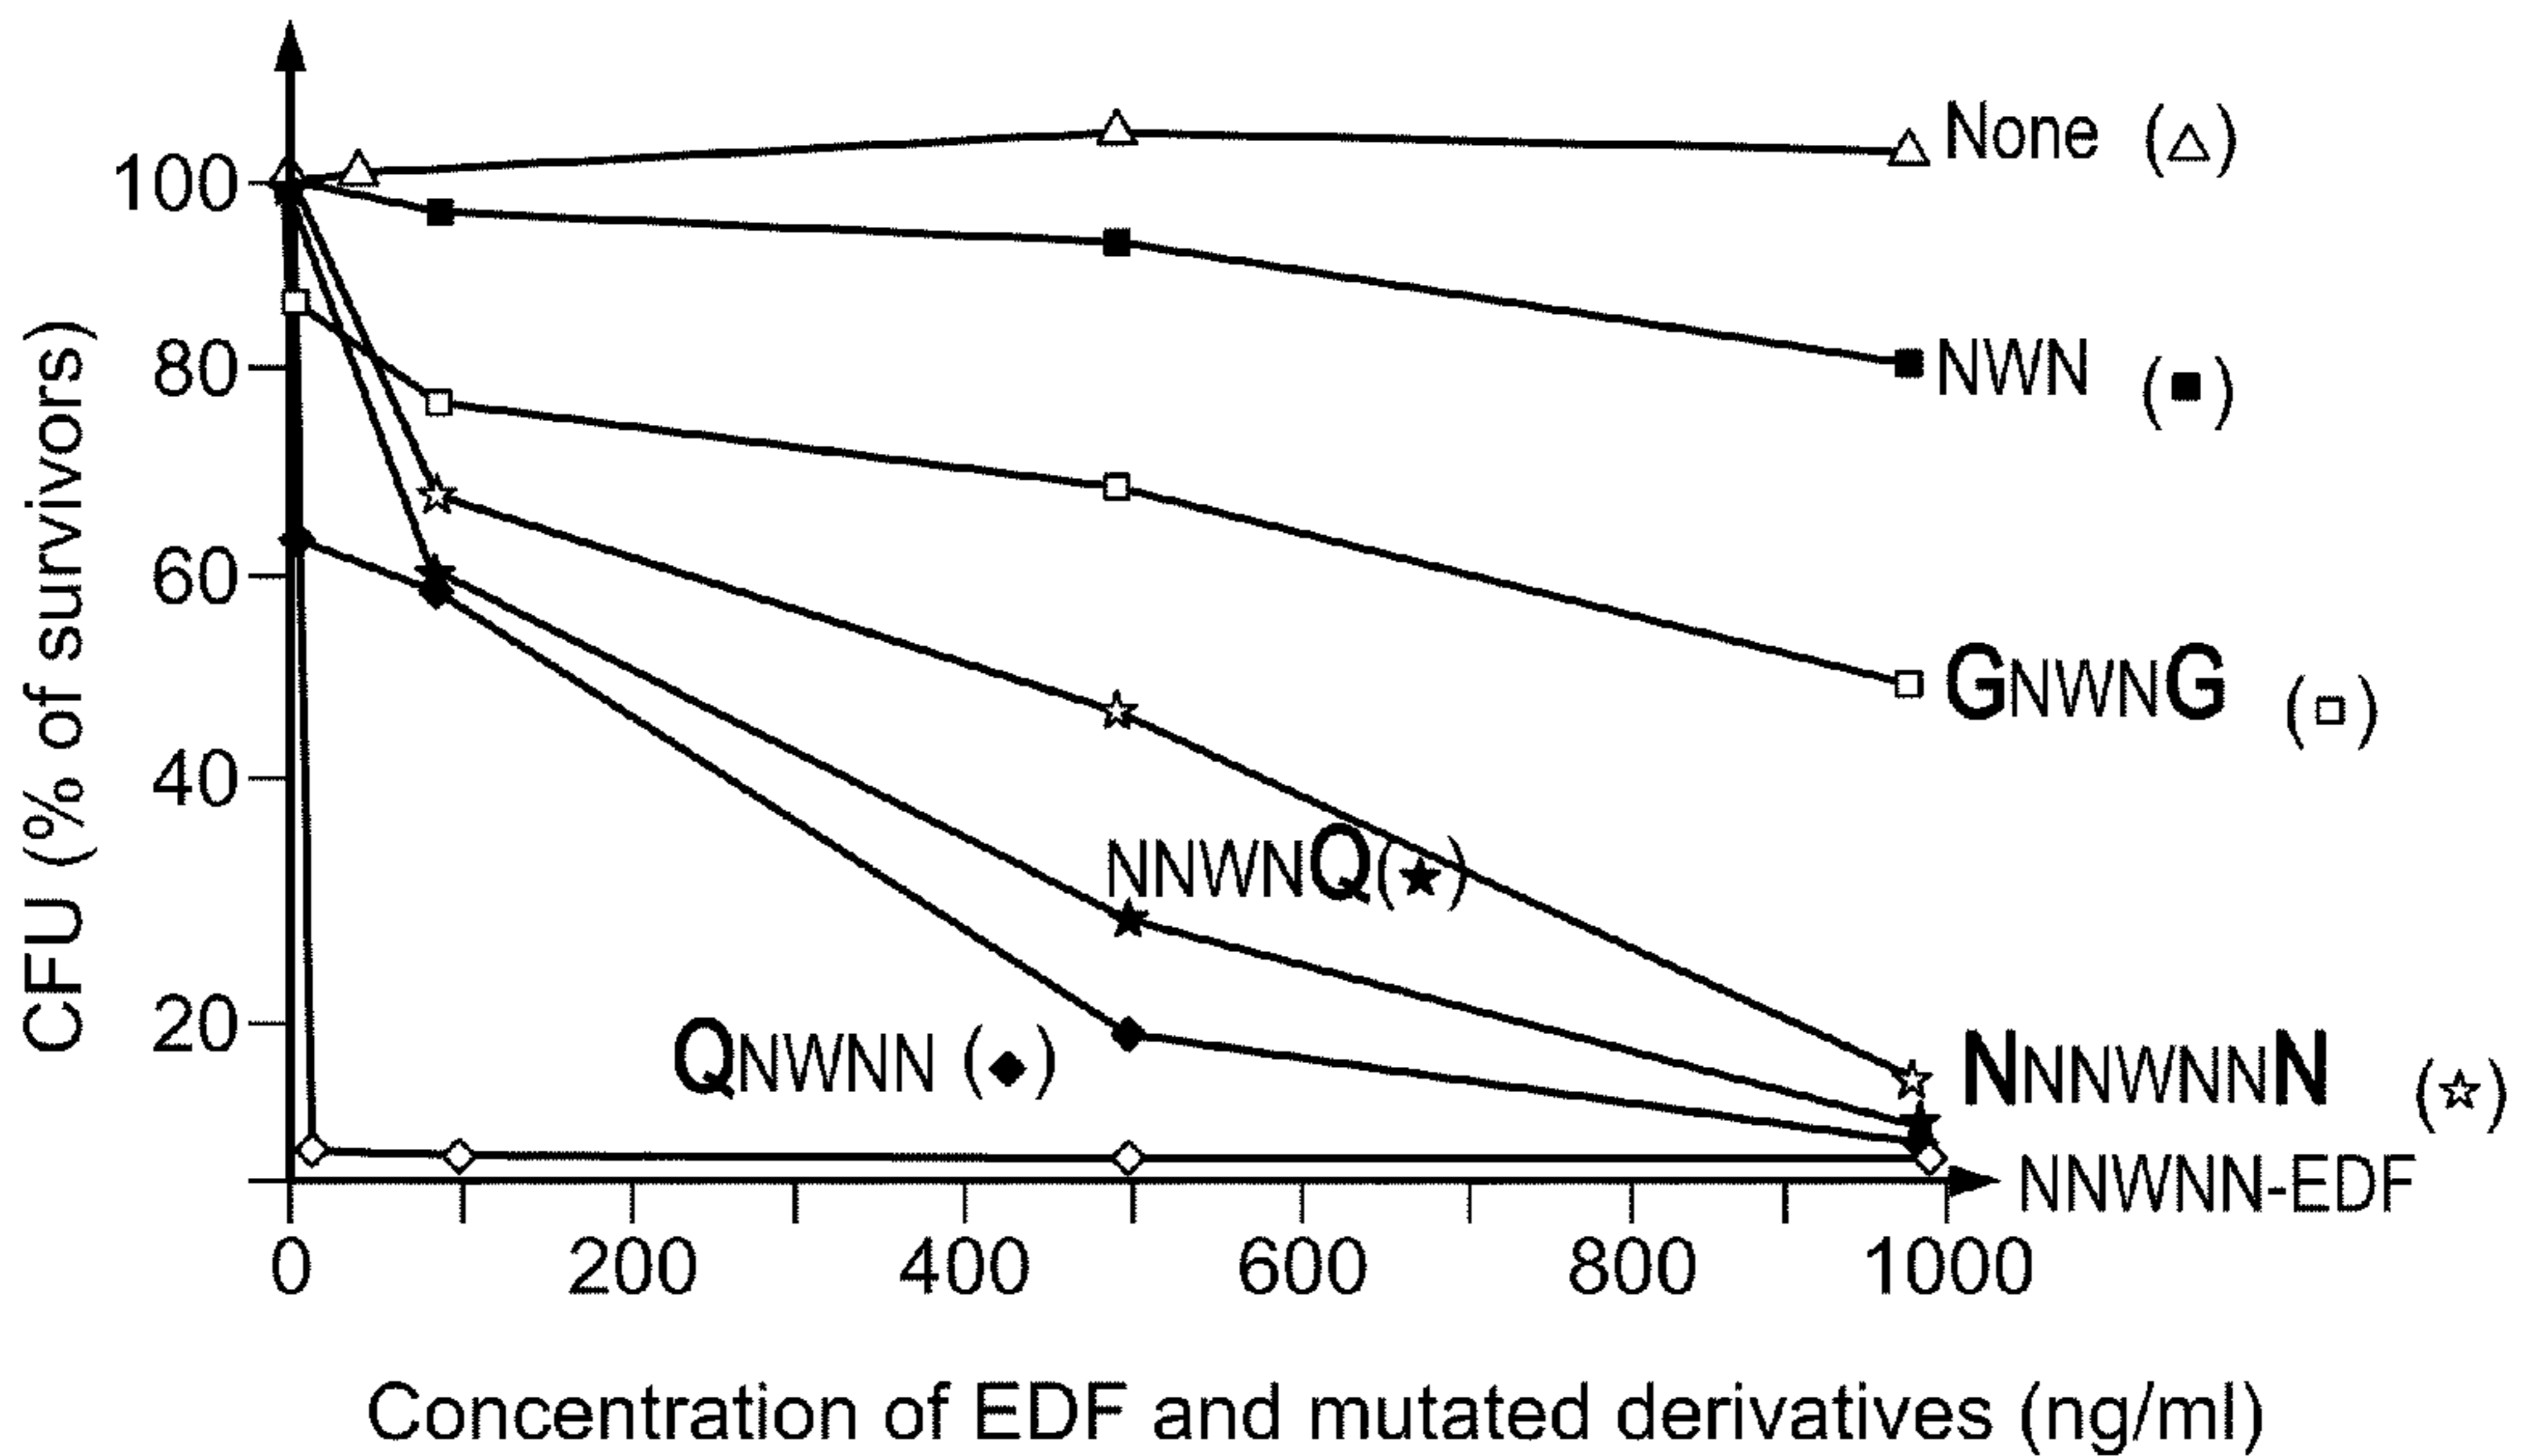 CFU (% of survivors)
100
80
60
40
20
None (△)
NWN (■)
GNWNG (□)
NNWNQ(★)
QNWNN (◆)
NNNWNNN (☆)
NNWNN-EDF
0 200 400 600 800 1000
Concentration of EDF and mutated derivatives (ng/ml)